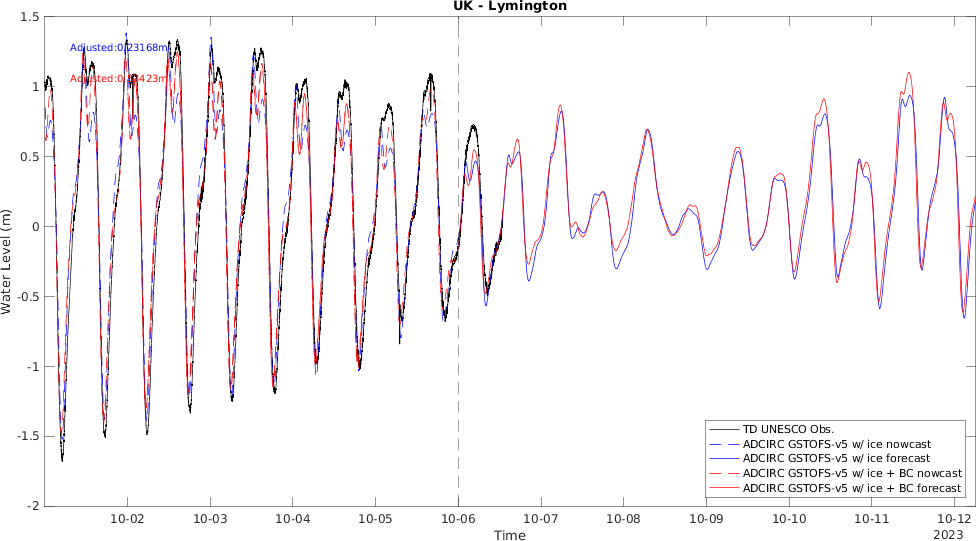 UK - Lymington
1.5
Adjusted:0.23168m
1
0.5
0
-0.5
-1
-1.5
-2
Water Level (m)
TD UNESCO Obs.
ADCIRC GSTOFS-v5 w/ ice nowcast
ADCIRC GSTOFS-v5 w/ ice forecast
ADCIRC GSTOFS-v5 w/ ice + BC nowcast
ADCIRC GSTOFS-v5 w/ ice + BC forecast
10-02 10-03 10-04 10-05 10-06 10-07 10-08 10-09 10-10 10-11 10-12
Time 2023